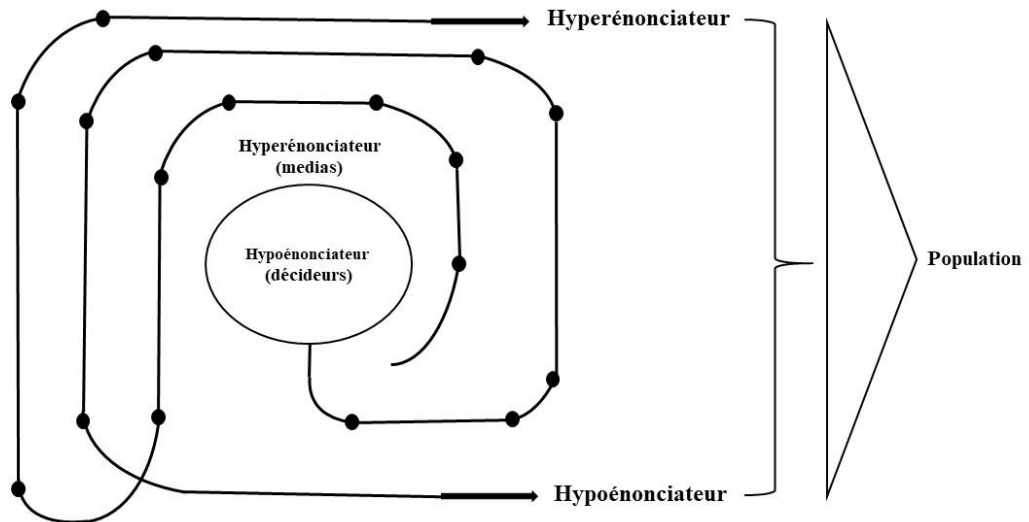 Hyperénonciateur
Hyperénonciateur
(medias)
Hypoénonciateur
(décideurs)
Population
Hypoénonciateur